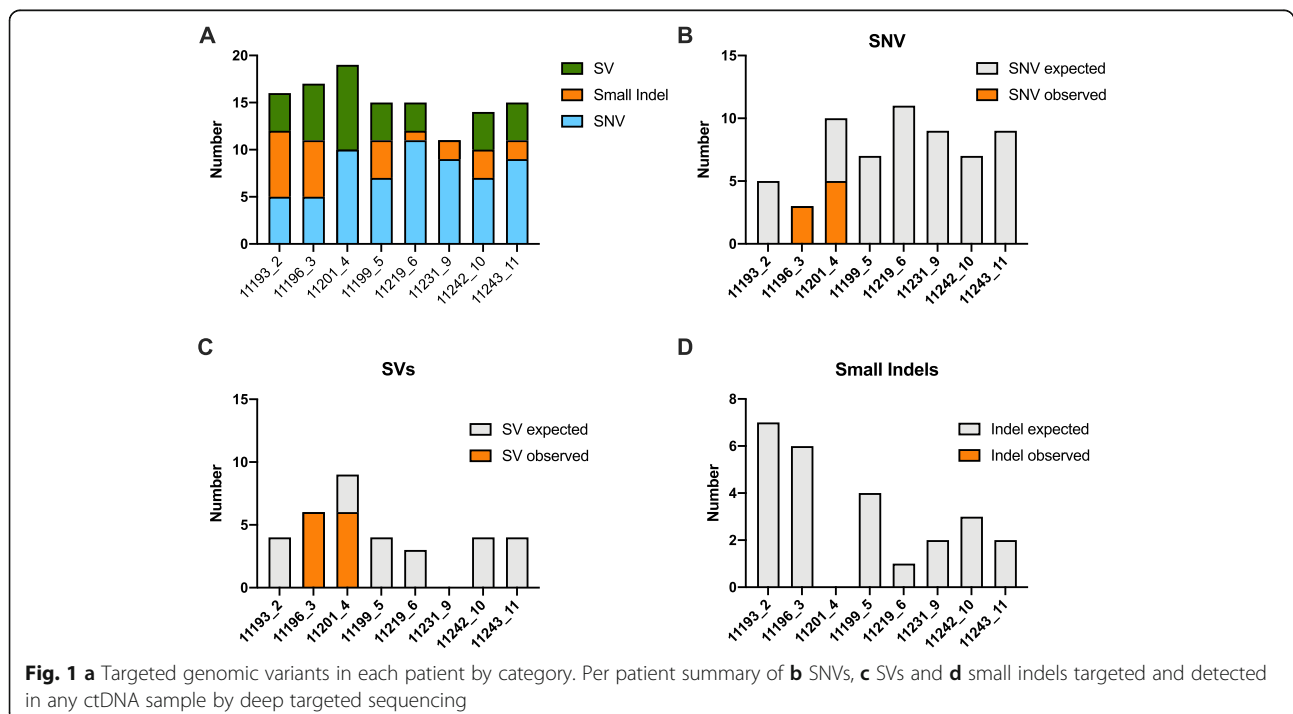 A
20
15
10
5
0
Number
SV
Small Indel
SNV
11193_2
11196_3
11201_4
11199_5
11219_6
11231_9
11242_10
11243_11
B
SNV
15
10
5
0
Number
SNV expected
SNV observed
11193_2
11196_3
11201_4
11199_5
11219_6
11231_9
11242_10
11243_11
C
SVs
15
10
5
0
Number
SV expected
SV observed
11193_2
11196_3
11201_4
11199_5
11219_6
11231_9
11242_10
11243_11
D
Small Indels
8
6
4
2
0
Number
Indel expected
Indel observed
11193_2
11196_3
11201_4
11199_5
11219_6
11231_9
11242_10
11243_11
Fig. 1 a Targeted genomic variants in each patient by category. Per patient summary of b SNVs, c SVs and d small indels targeted and detected
in any ctDNA sample by deep targeted sequencing